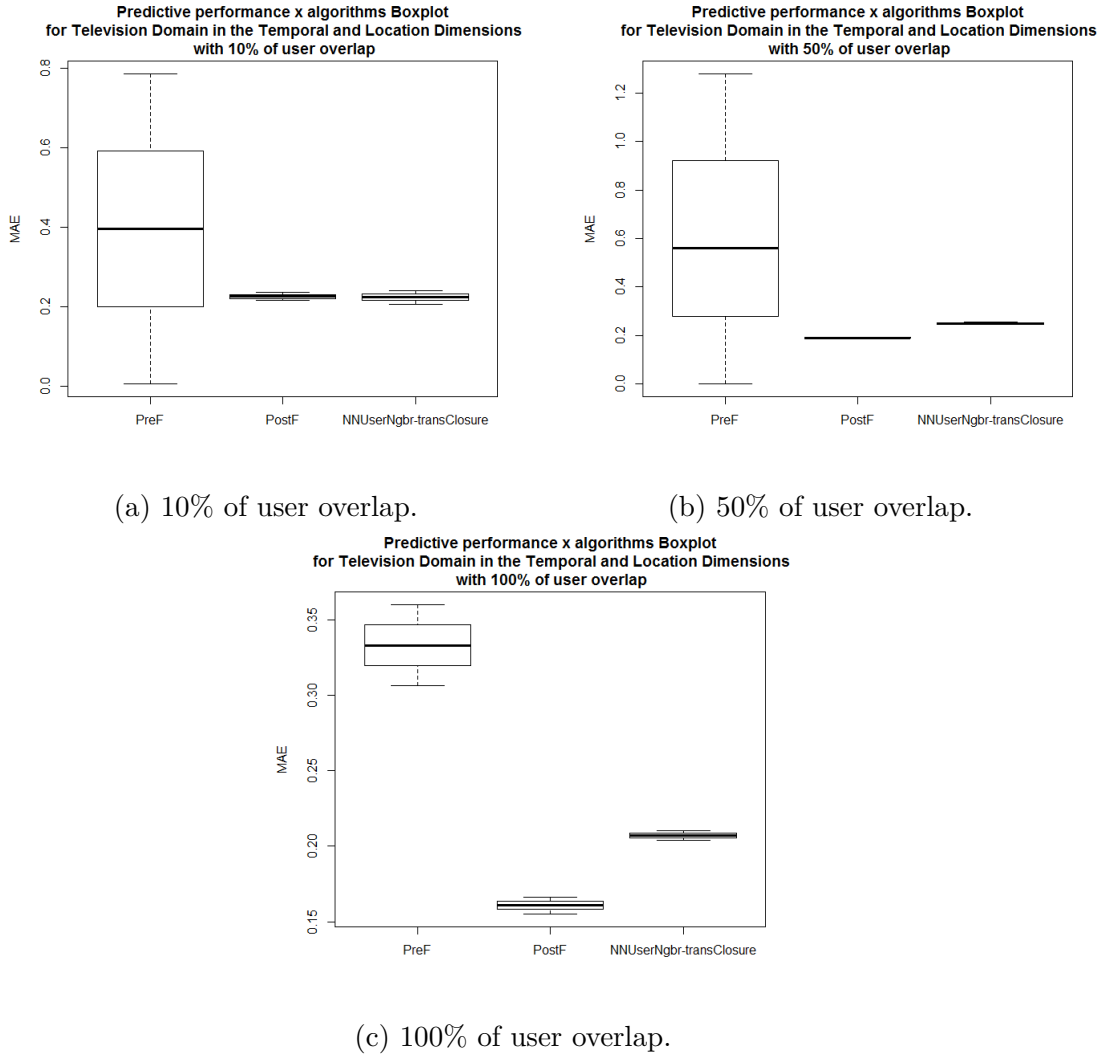 Predictive performance x algorithms Boxplot
for Television Domain in the Temporal and Location Dimensions
with 10% of user overlap
MAE
0.8
0.6
0.4
0.2
0.0
PreF PostF NNUserNgbr-transClosure
(a) 10% of user overlap.
Predictive performance x algorithms Boxplot
for Television Domain in the Temporal and Location Dimensions
with 50% of user overlap
MAE
1.2
1.0
0.8
0.6
0.4
0.2
0.0
PreF PostF NNUserNgbr-transClosure
(b) 50% of user overlap.
Predictive performance x algorithms Boxplot
for Television Domain in the Temporal and Location Dimensions
with 100% of user overlap
MAE
0.35
0.30
0.25
0.20
0.15
PreF PostF NNUserNgbr-transClosure
(c) 100% of user overlap.